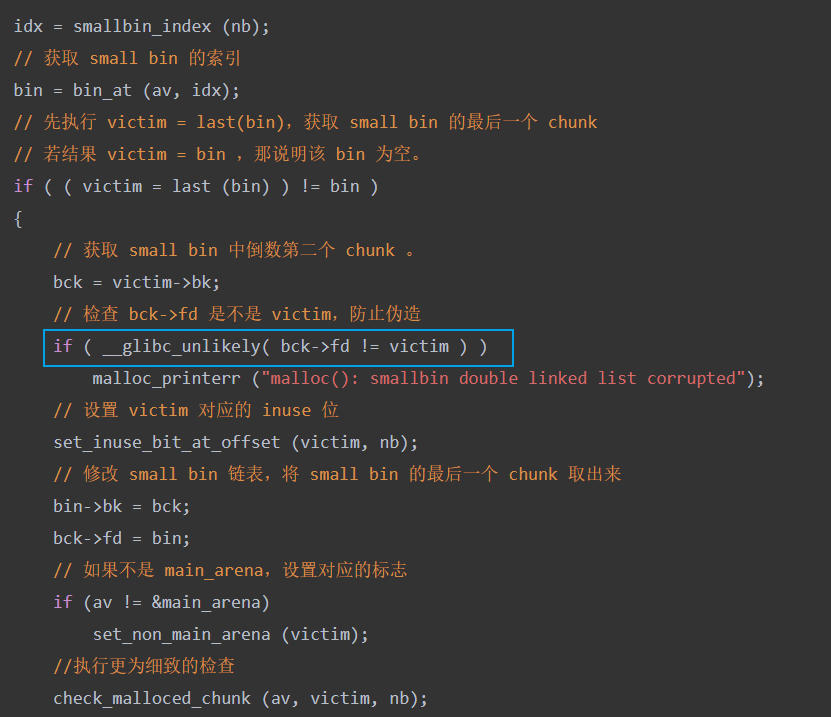 idx = smallbin_index (nb);
// 获取 small bin 的索引
bin = bin_at (av, idx);
// 先执行 victim = last(bin)，获取 small bin 的最后一个 chunk
// 若结果 victim = bin ，那说明该 bin 为空。
if ( ( victim = last (bin) ) != bin )
{
// 获取 small bin 中倒数第二个 chunk 。
bck = victim->bk;
// 检查 bck->fd 是不是 victim，防止伪造
if ( __glibc_unlikely( bck->fd != victim ) )
malloc_printerr ("malloc(): smallbin double linked list corrupted");
// 设置 victim 对应的 inuse 位
set_inuse_bit_at_offset (victim, nb);
// 修改 small bin 链表，将 small bin 的最后一个 chunk 取出来
bin->bk = bck;
bck->fd = bin;
// 如果不是 main_arena，设置对应的标志
if (av != &main_arena)
set_non_main_arena (victim);
//执行更为细致的检查
check_malloced_chunk (av, victim, nb);